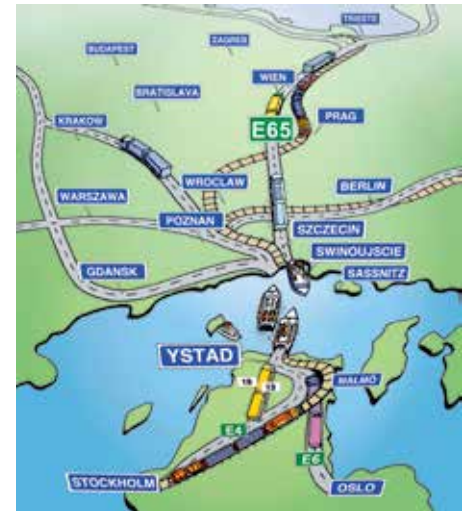 TRIESTE
ZAGREB
BUDAPEST
WIEN
BRATISLAVA
PRAG
KRAKOW
E65
WROCLAW
BERLIN
WARSZAWA
POZNAN
SZCZECIN
SWINOUJSCIE
GDANSK
SASSNITZ
YSTAD
19
19
MALMÖ
E4
E6
STOCKHOLM
OSLO